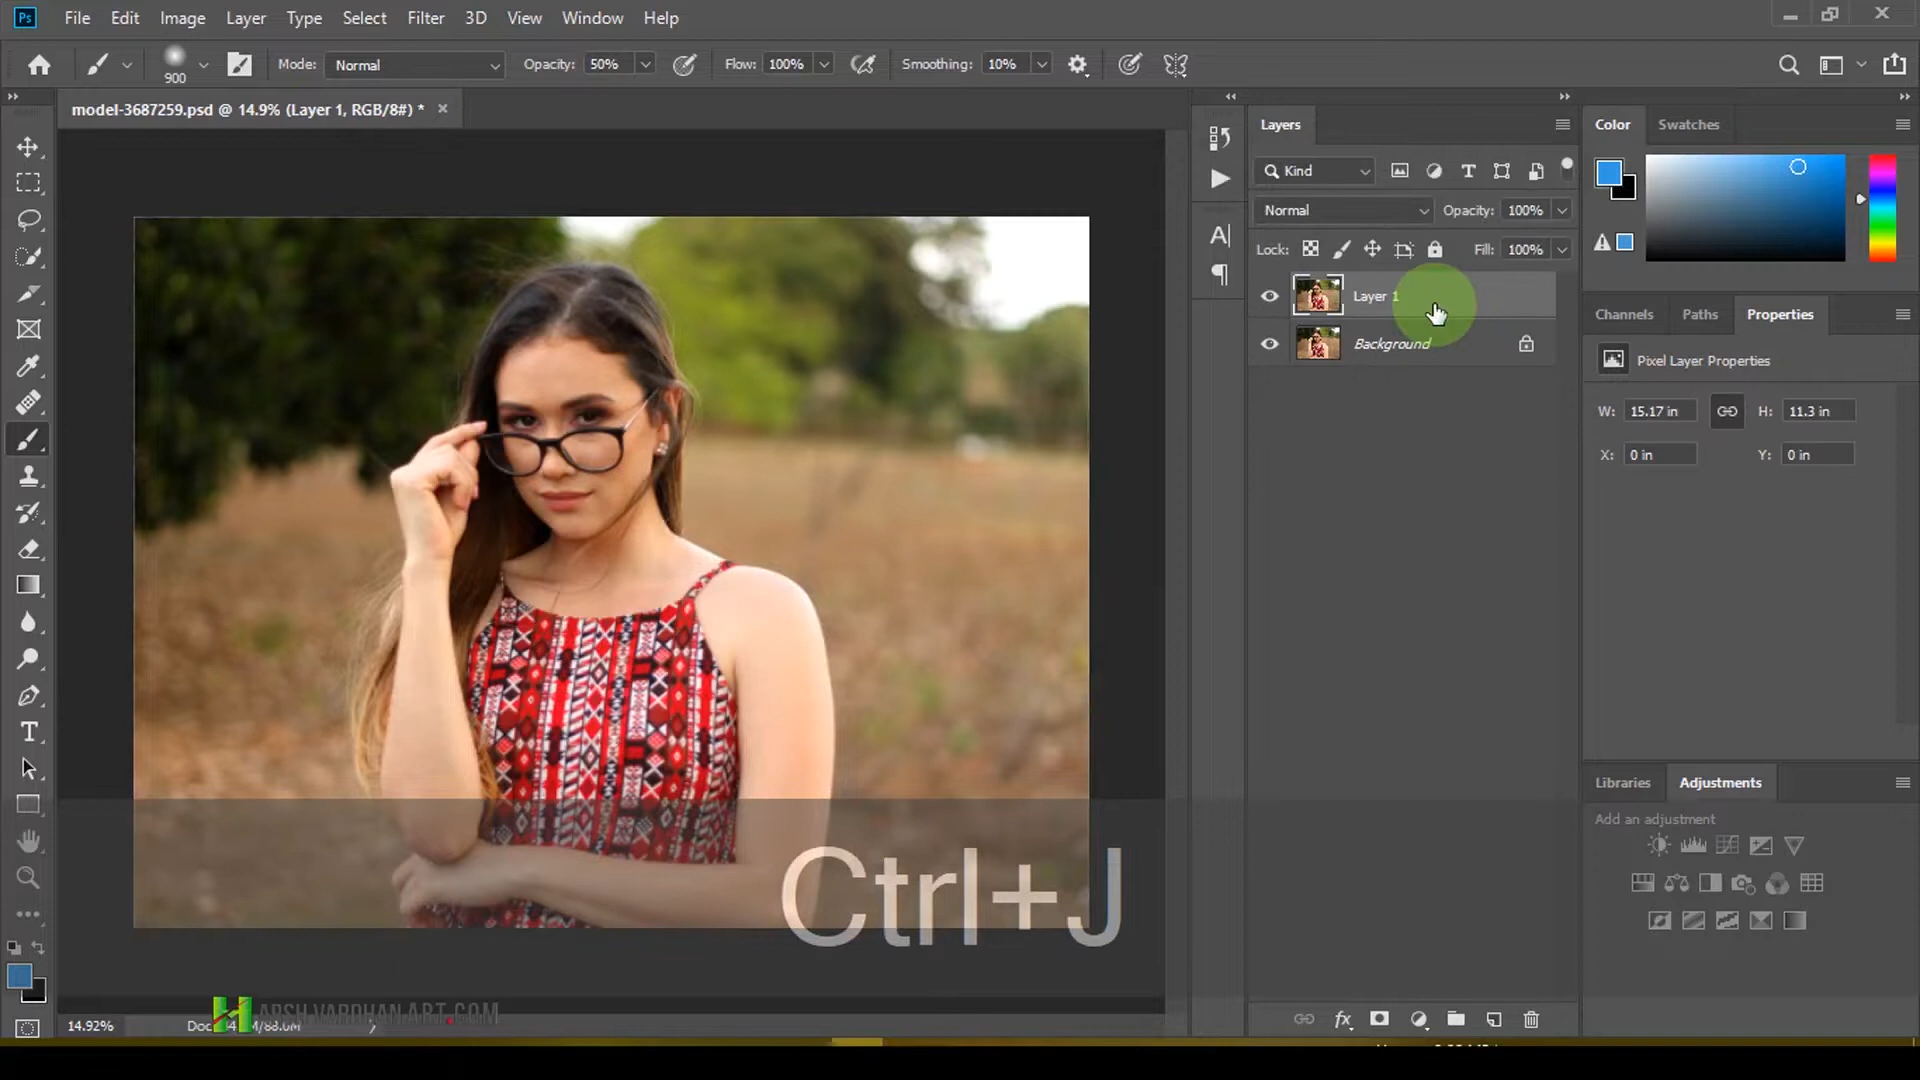 Ps File Edit Image Layer Type Select Filter 3D View Window Help
900 Mode: Normal Opacity: 50% Flow: 100% Smoothing: 10%
model-3687259.psd @ 14.9% (Layer 1, RGB/8#) *
Layers
Kind
Normal Opacity: 100%
Lock: Fill: 100%
Layer 1
Background
Color Swatches
Channels Paths Properties
Pixel Layer Properties
W: 15.17 in H: 11.3 in
X: 0 in Y: 0 in
Libraries Adjustments
Add an adjustment
Ctrl+J
HARSH VARDHAN ART.COM
14.92%